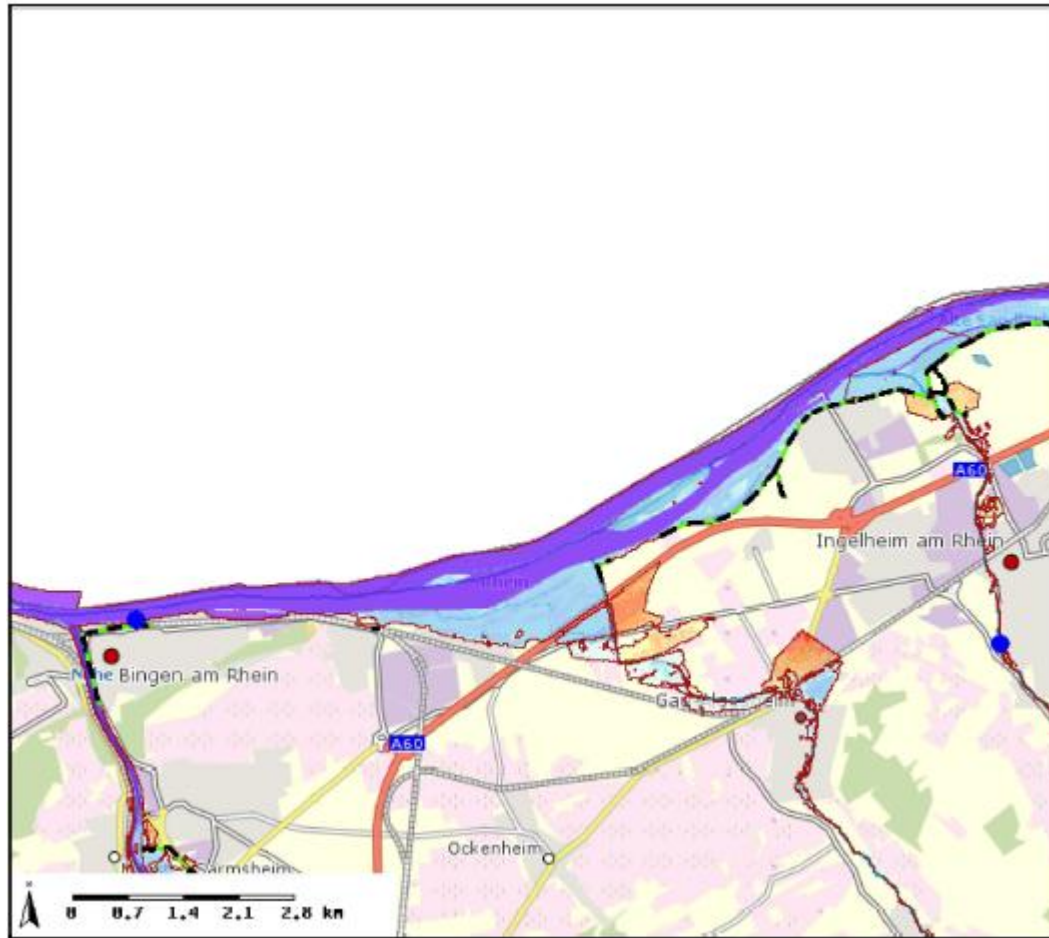 A60
Ingelheim am Rhein
Bingen am Rhein
A60
Ockenheim
Sarmsheim
0 0.7 1.4 2.1 2.8 km